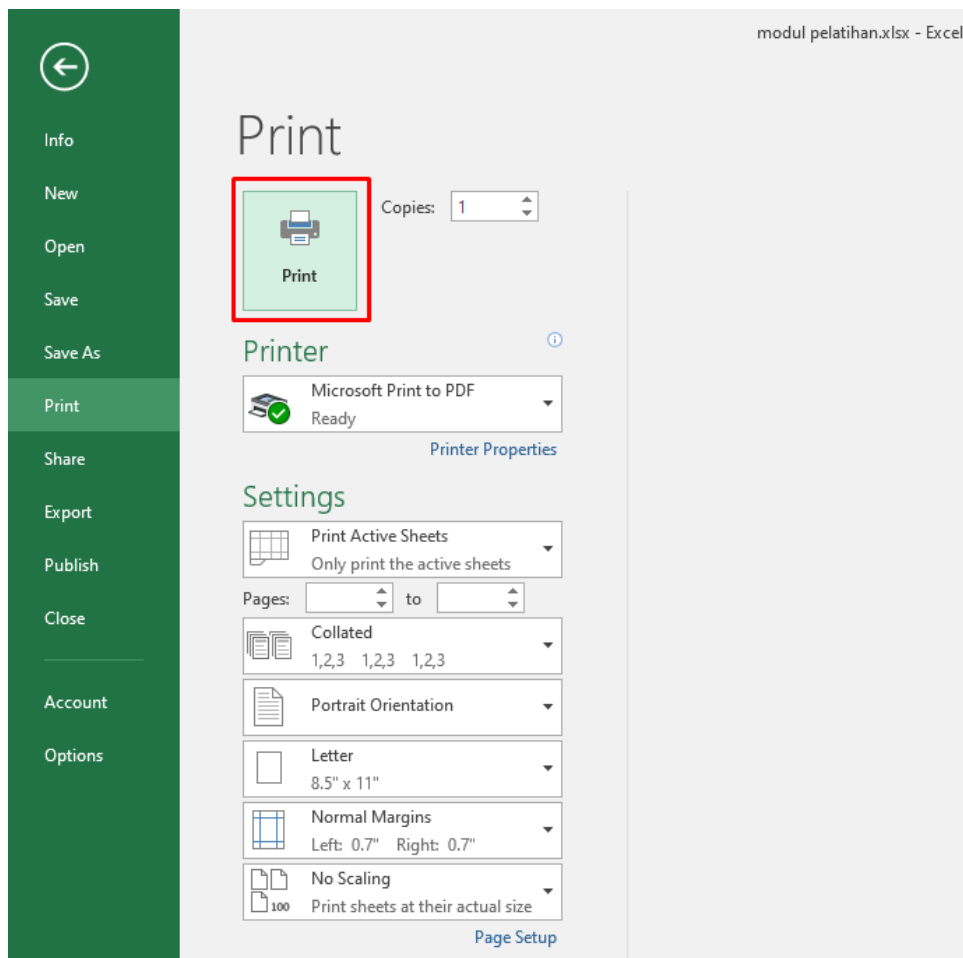 modul pelatihan.xlsx - Excel
Info
New
Open
Save
Save As
Print
Share
Export
Publish
Close
Account
Options
Print
Print
Copies: 1
Printer
Microsoft Print to PDF
Ready
Printer Properties
Settings
Print Active Sheets
Only print the active sheets
Pages: to
Collated
1,2,3 1,2,3 1,2,3
Portrait Orientation
Letter
8.5" x 11"
Normal Margins
Left: 0.7" Right: 0.7"
No Scaling
100
Print sheets at their actual size
Page Setup